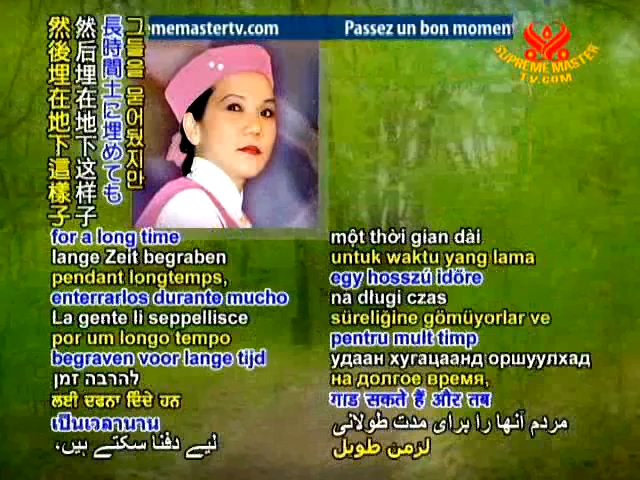 ememastertv.com
Passez un bon moment
SUPREME MASTER
TV.COM
그들을 묻어뒀지만
長時間土に埋めても
然后埋在地下这样子
然後埋在地下這樣子
for a long time
lange Zeit begraben
pendant longtemps,
enterrarlos durante mucho
La gente li seppellisce
por um longo tempo
begraven voor lange tijd
להרבה זמן
ਲਈ ਦਫਨਾ ਦਿੰਦੇ ਹਨ
เป็นเวลานาน
لیے دفنا سکتے ہیں،
một thời gian dài
untuk waktu yang lama
egy hosszú időre
na długi czas
süreliğine gömüyorlar ve
pentru mult timp
удаан хугацаанд оршуулхад
на долгое время,
गाड सकते हैं और तब
مردم آنها را برای مدت طولانی
لزمن طويل